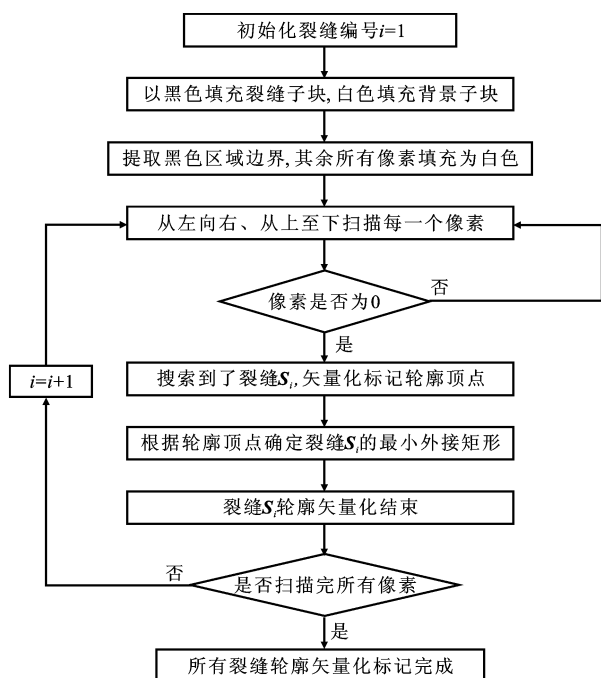 初始化裂缝编号i=1
以黑色填充裂缝子块,白色填充背景子块
提取黑色区域边界,其余所有像素填充为白色
从左向右、从上至下扫描每一个像素
像素是否为0
否
是
搜索到了裂缝Si,矢量化标记轮廓顶点
i=i+1
根据轮廓顶点确定裂缝Si的最小外接矩形
裂缝Si轮廓矢量化结束
否
是否扫描完所有像素
是
所有裂缝轮廓矢量化标记完成